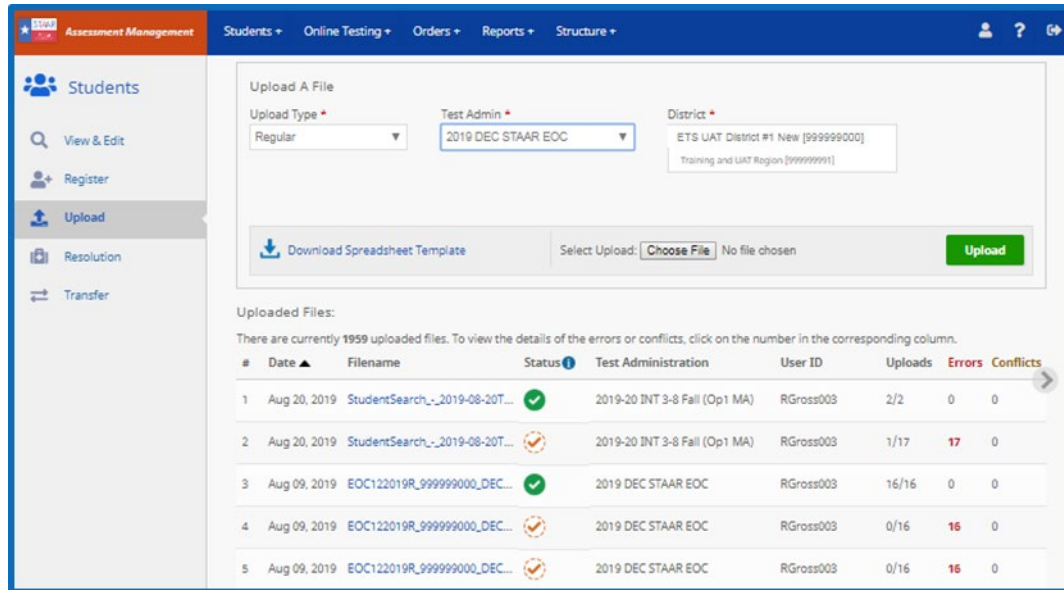 STAAR
Assessment Management
Students + Online Testing + Orders + Reports + Structure + ?
Students
View & Edit
Register
Upload
Resolution
Transfer
Upload A File
Upload Type * Test Admin * District *
Regular 2019 DEC STAAR EOC ETS UAT District #1 New [999999000]
Training and UAT Region [999999991]
Download Spreadsheet Template Select Upload: Choose File No file chosen Upload
Uploaded Files:
There are currently 1959 uploaded files. To view the details of the errors or conflicts, click on the number in the corresponding column.
# Date Filename Status Test Administration User ID Uploads Errors Conflicts
1 Aug 20, 2019 StudentSearch_-_2019-08-20T... 2019-20 INT 3-8 Fall (Op1 MA) RGross003 2/2 0 0
2 Aug 20, 2019 StudentSearch_-_2019-08-20T... 2019-20 INT 3-8 Fall (Op1 MA) RGross003 1/17 17 0
3 Aug 09, 2019 EOC122019R_999999000_DEC... 2019 DEC STAAR EOC RGross003 16/16 0 0
4 Aug 09, 2019 EOC122019R_999999000_DEC... 2019 DEC STAAR EOC RGross003 0/16 16 0
5 Aug 09, 2019 EOC122019R_999999000_DEC... 2019 DEC STAAR EOC RGross003 0/16 16 0